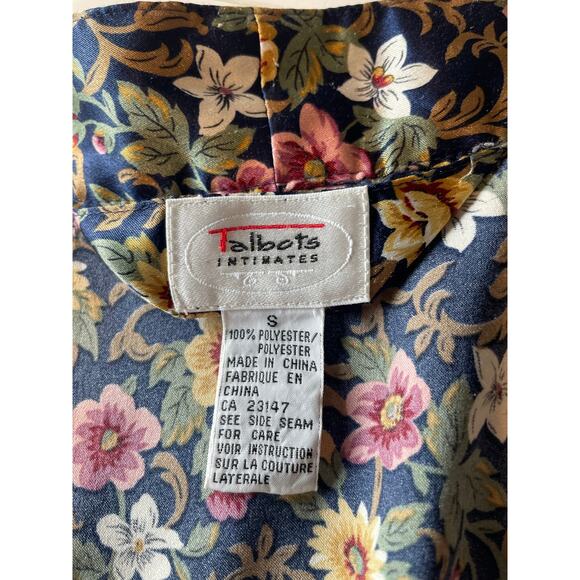 Talbots
INTIMATES
S
100% POLYESTER/
POLYESTER
MADE IN CHINA
FABRIQUE EN
CHINA
CA 23147
SEE SIDE SEAM
FOR CARE
VOIR INSTRUCTION
SUR LA COUTURE
LATERALE